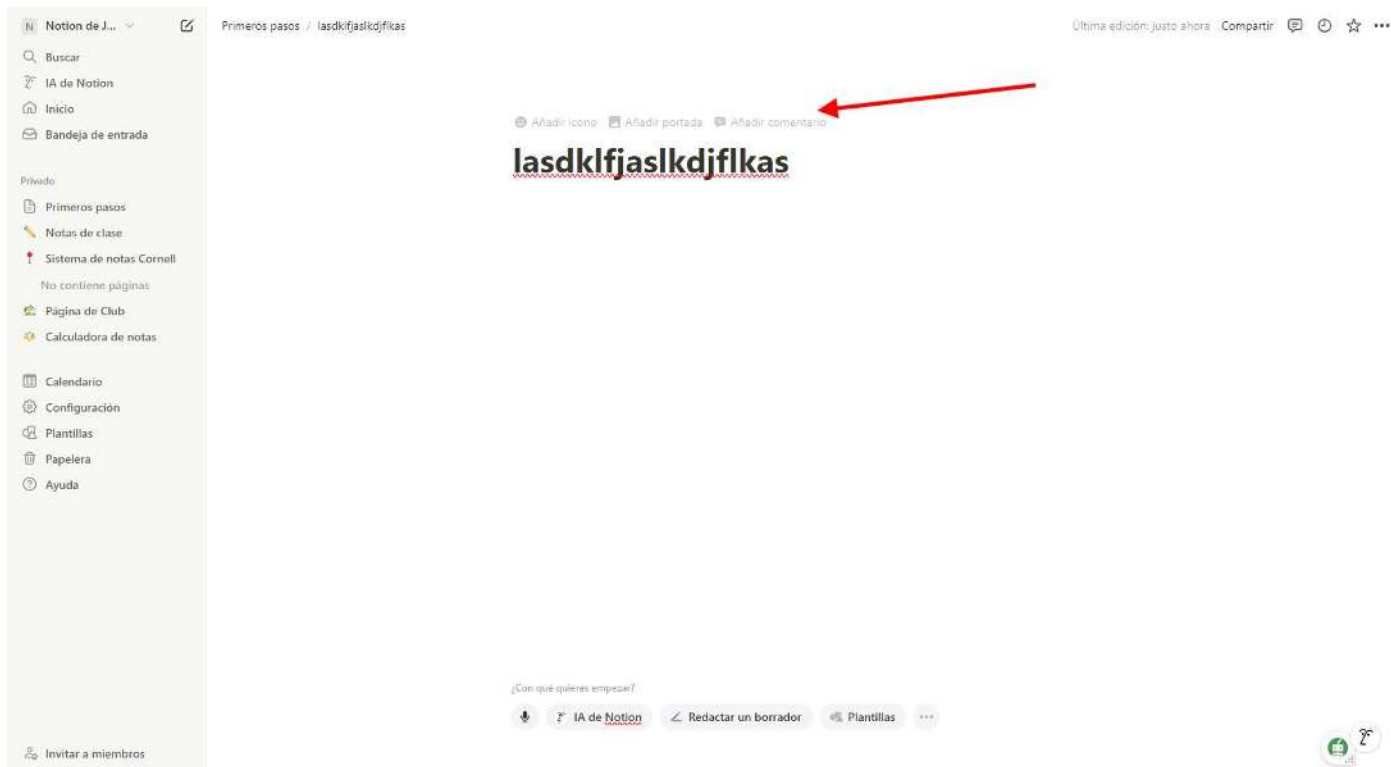 N Notion de J...
Buscar
IA de Notion
Inicio
Bandeja de entrada
Privado
Primeros pasos
Notas de clase
Sistema de notas Cornell
No contiene páginas
Página de Club
Calculadora de notas
Calendario
Configuración
Plantillas
Papelera
Ayuda
Invitar a miembros
Primeros pasos / lasdklfjaslkdjflkas
Última edición: justo ahora Compartir
Añadir icono Añadir portada Añadir comentario
lasdklfjaslkdjflkas
¿Con qué quieres empezar?
IA de Notion Redactar un borrador Plantillas